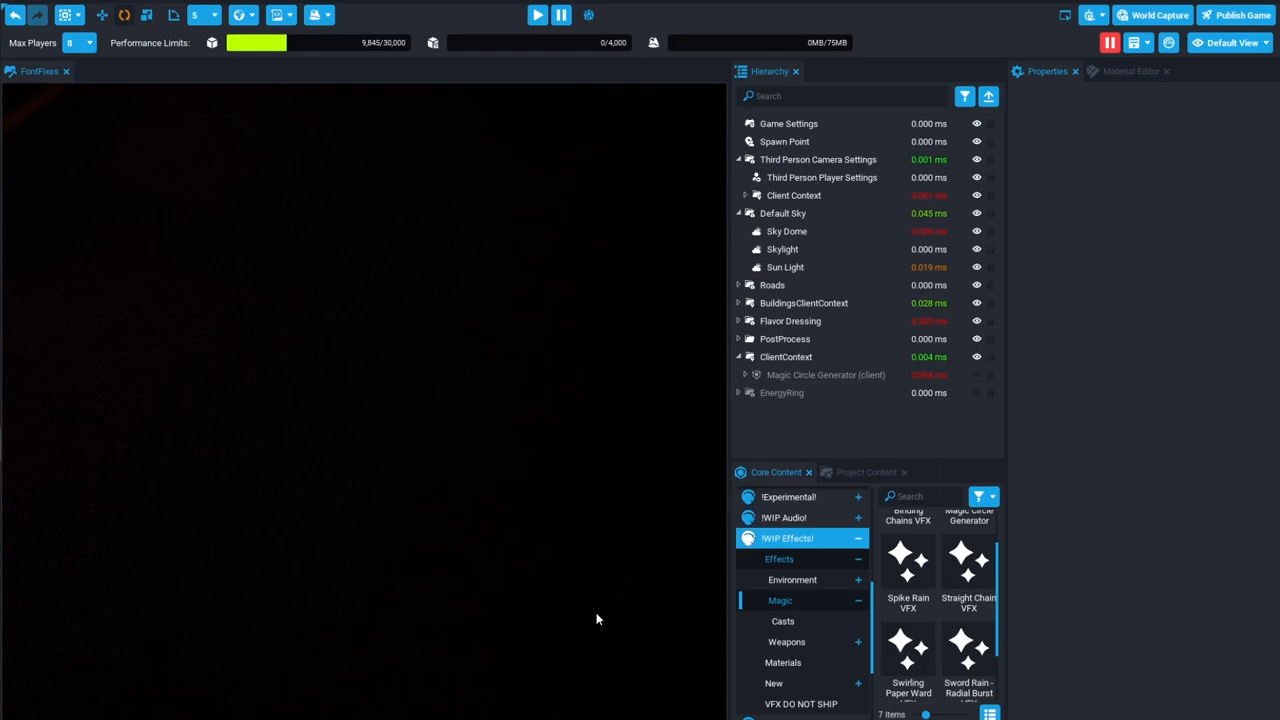 5
World Capture
Publish Game
Max Players
8
Performance Limits:
9,845/30,000
0/4,000
0MB/75MB
Default View
FontFixes
Hierarchy
Properties
Material Editor
Search
Game Settings 0.000 ms
Spawn Point 0.000 ms
Third Person Camera Settings 0.001 ms
Third Person Player Settings 0.000 ms
Client Context
Default Sky 0.045 ms
Sky Dome
Skylight 0.000 ms
Sun Light 0.019 ms
Roads 0.000 ms
BuildingsClientContext 0.028 ms
Flavor Dressing
PostProcess 0.000 ms
ClientContext 0.004 ms
Magic Circle Generator (client)
EnergyRing 0.000 ms
Core Content
Project Content
!Experimental!
!WIP Audio!
!WIP Effects!
Effects
Environment
Magic
Casts
Weapons
Materials
New
VFX DO NOT SHIP
Search
Binding
Chains VFX
Magic Circle
Generator
Spike Rain
VFX
Straight Chain
VFX
Swirling
Paper Ward
Sword Rain -
Radial Burst
7 Items